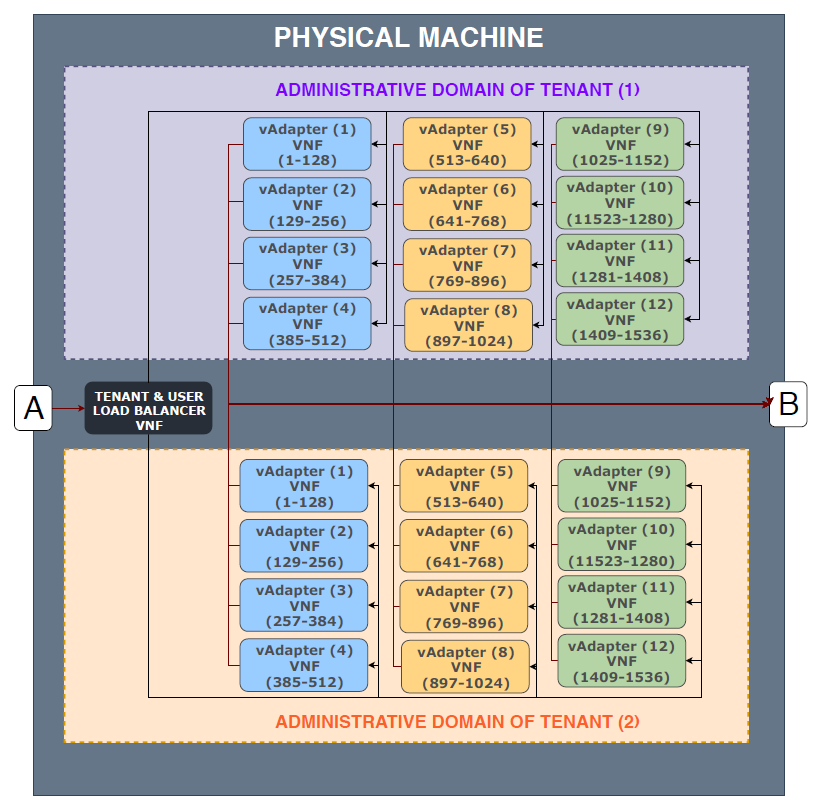 PHYSICAL MACHINE
ADMINISTRATIVE DOMAIN OF TENANT (1)
vAdapter (1)
VNF
(1-128)
vAdapter (5)
VNF
(513-640)
vAdapter (9)
VNF
(1025-1152)
vAdapter (2)
VNF
(129-256)
vAdapter (6)
VNF
(641-768)
vAdapter (10)
VNF
(11523-1280)
vAdapter (3)
VNF
(257-384)
vAdapter (7)
VNF
(769-896)
vAdapter (11)
VNF
(1281-1408)
vAdapter (4)
VNF
(385-512)
vAdapter (8)
VNF
(897-1024)
vAdapter (12)
VNF
(1409-1536)
A
TENANT & USER
LOAD BALANCER
VNF
B
vAdapter (1)
VNF
(1-128)
vAdapter (5)
VNF
(513-640)
vAdapter (9)
VNF
(1025-1152)
vAdapter (2)
VNF
(129-256)
vAdapter (6)
VNF
(641-768)
vAdapter (10)
VNF
(11523-1280)
vAdapter (3)
VNF
(257-384)
vAdapter (7)
VNF
(769-896)
vAdapter (11)
VNF
(1281-1408)
vAdapter (4)
VNF
(385-512)
vAdapter (8)
VNF
(897-1024)
vAdapter (12)
VNF
(1409-1536)
ADMINISTRATIVE DOMAIN OF TENANT (2)